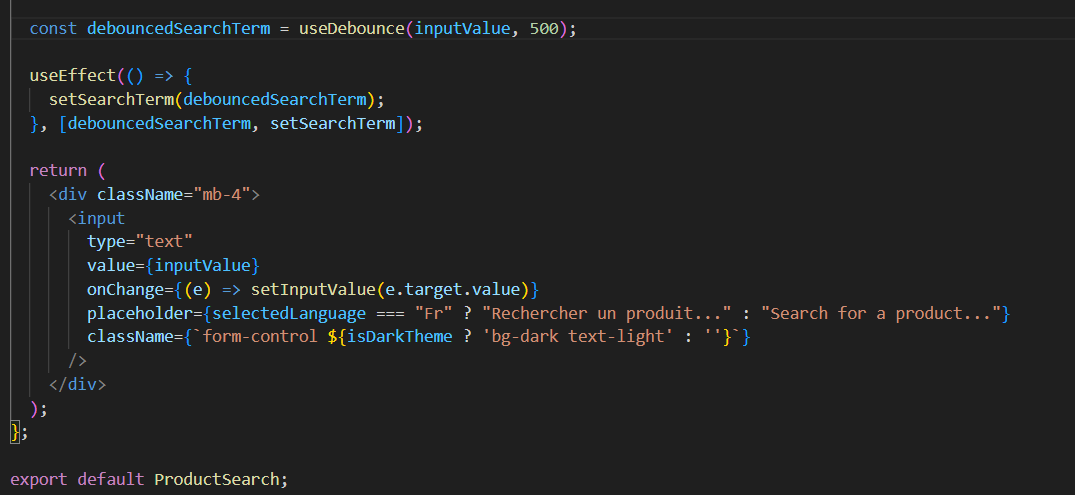 const debouncedSearchTerm = useDebounce(inputValue, 500);
useEffect(() => {
setSearchTerm(debouncedSearchTerm);
}, [debouncedSearchTerm, setSearchTerm]);
return (
<div className="mb-4">
<input
type="text"
value={inputValue}
onChange={(e) => setInputValue(e.target.value)}
placeholder={selectedLanguage === "Fr" ? "Rechercher un produit..." : "Search for a product..."}
className={`form-control ${isDarkTheme ? 'bg-dark text-light' : ''}`}
/>
</div>
);
};
export default ProductSearch;